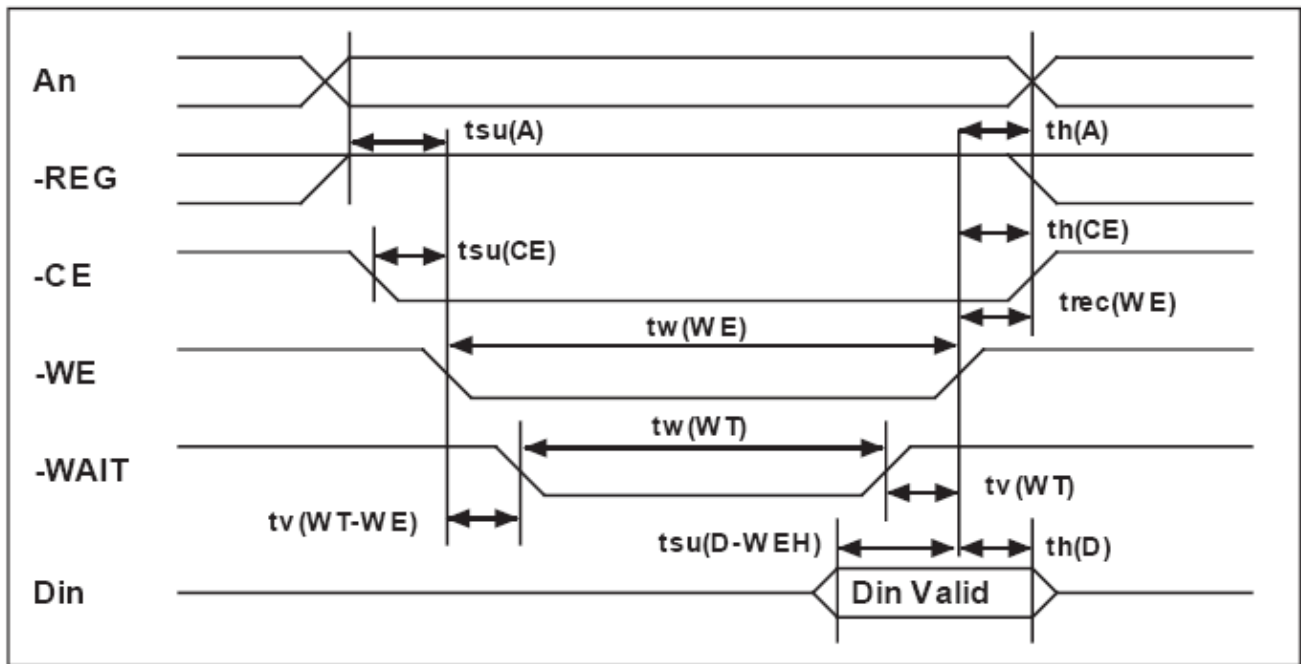 An
tsu(A)
th(A)
-REG
tsu(CE)
th(CE)
-CE
trec(WE)
tw(WE)
-WE
tw(WT)
-WAIT
tv(WT)
tv(WT-WE)
tsu(D-WEH)
th(D)
Din
Din Valid